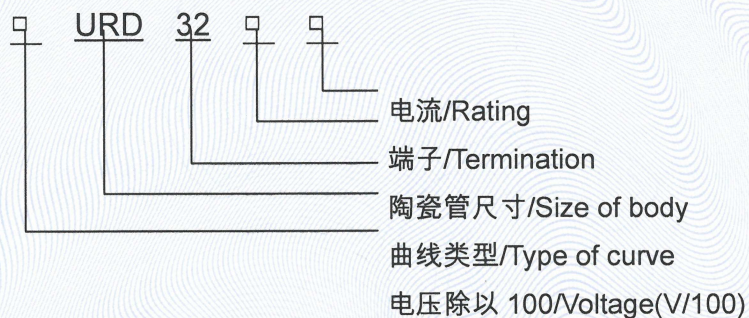 □ URD 32 □ □
电流/Rating
端子/Termination
陶瓷管尺寸/Size of body
曲线类型/Type of curve
电压除以 100/Voltage(V/100)